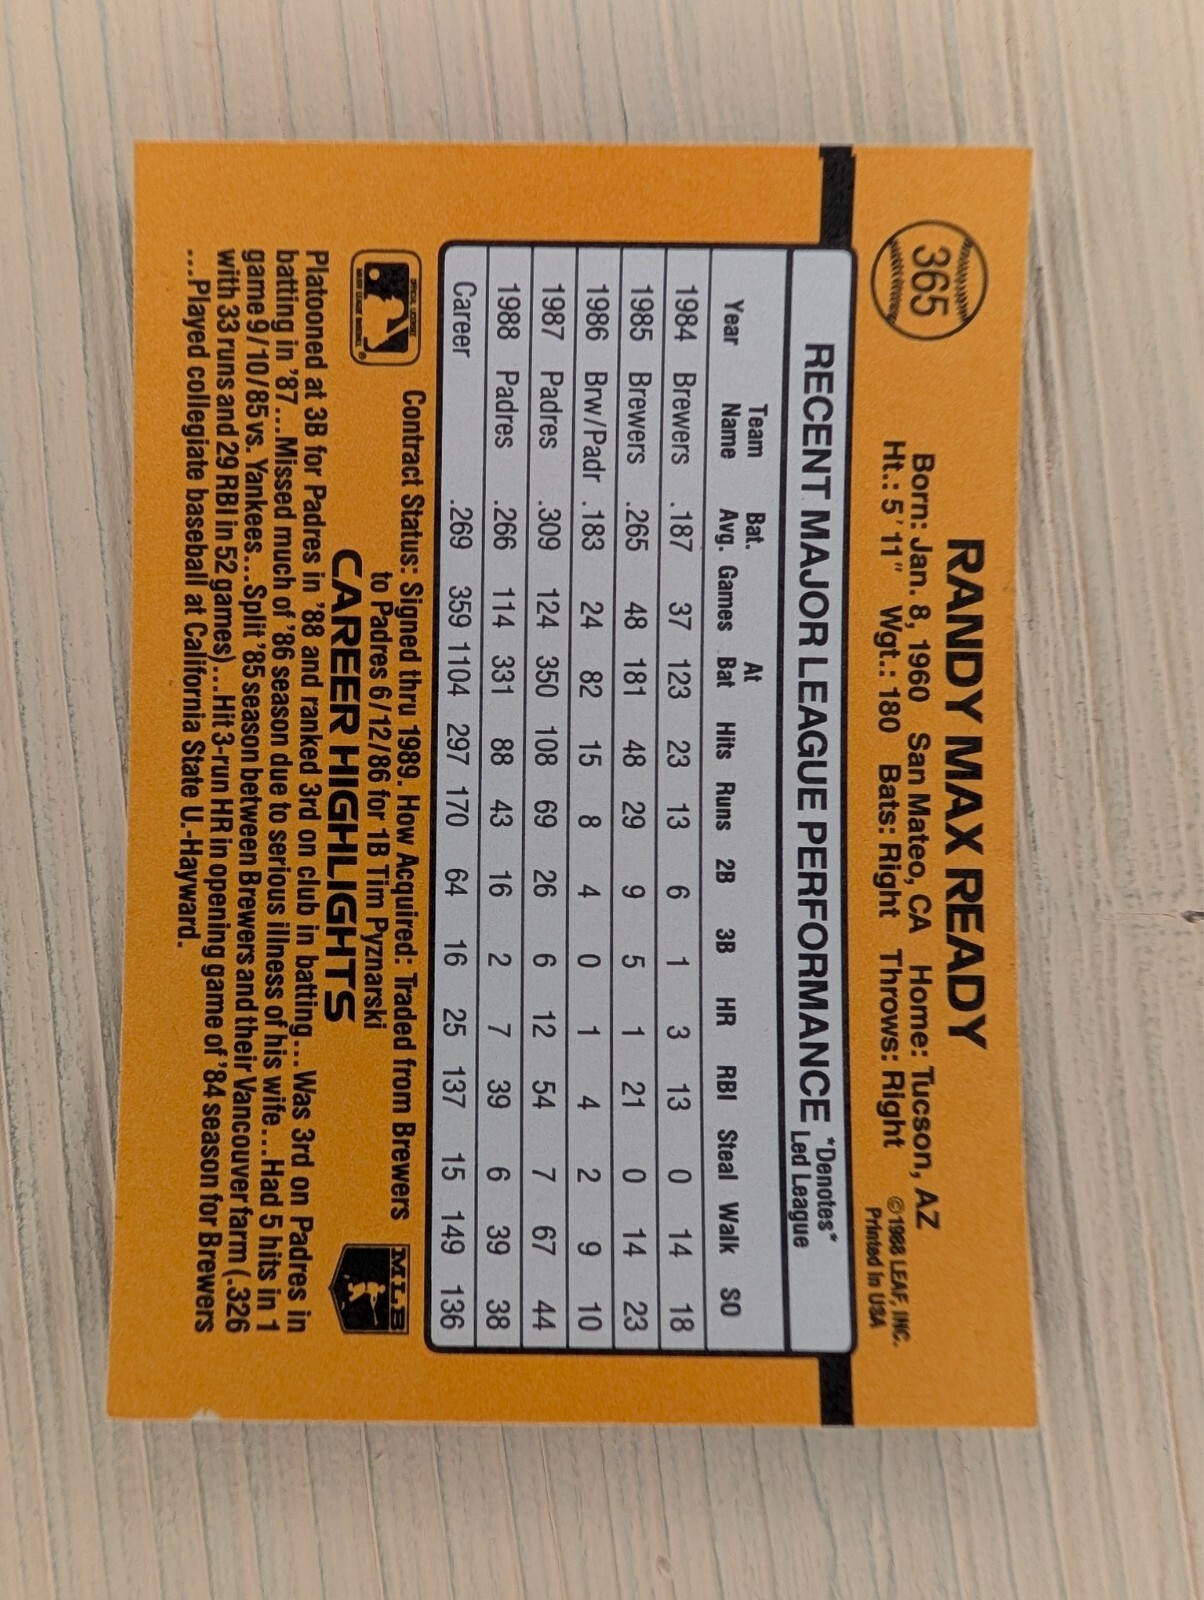 365
RANDY MAX READY
Born: Jan. 8, 1960 San Mateo, CA Home: Tucson, AZ
Ht.: 5'11" Wgt.: 180 Bats: Right Throws: Right
©1988 LEAF, INC.
Printed in USA
RECENT MAJOR LEAGUE PERFORMANCE *Denotes* Led League
Year Team Name Bat. Avg. Games At Bat Hits Runs 2B 3B HR RBI Steal Walk SO
1984 Brewers .187 37 123 23 13 6 1 3 13 0 14 18
1985 Brewers .265 48 181 48 29 9 5 1 21 0 14 23
1986 Brw/Padr .183 24 82 15 8 4 0 1 4 2 9 10
1987 Padres .309 124 350 108 69 26 6 12 54 7 67 44
1988 Padres .266 114 331 88 43 16 2 7 39 6 39 38
Career .269 359 1104 297 170 64 16 25 137 15 149 136
Contract Status: Signed thru 1989. How Acquired: Traded from Brewers
to Padres 6/12/86 for 1B Tim Pyznarski
MLB
CAREER HIGHLIGHTS
Platooned at 3B for Padres in '88 and ranked 3rd on club in batting...Was 3rd on Padres in
batting in '87...Missed much of '86 season due to serious illness of his wife...Had 5 hits in 1
game 9/10/85 vs. Yankees...Split '85 season between Brewers and their Vancouver farm (.326
with 33 runs and 29 RBI in 52 games)...Hit 3-run HR in opening game of '84 season for Brewers
...Played collegiate baseball at California State U.-Hayward.